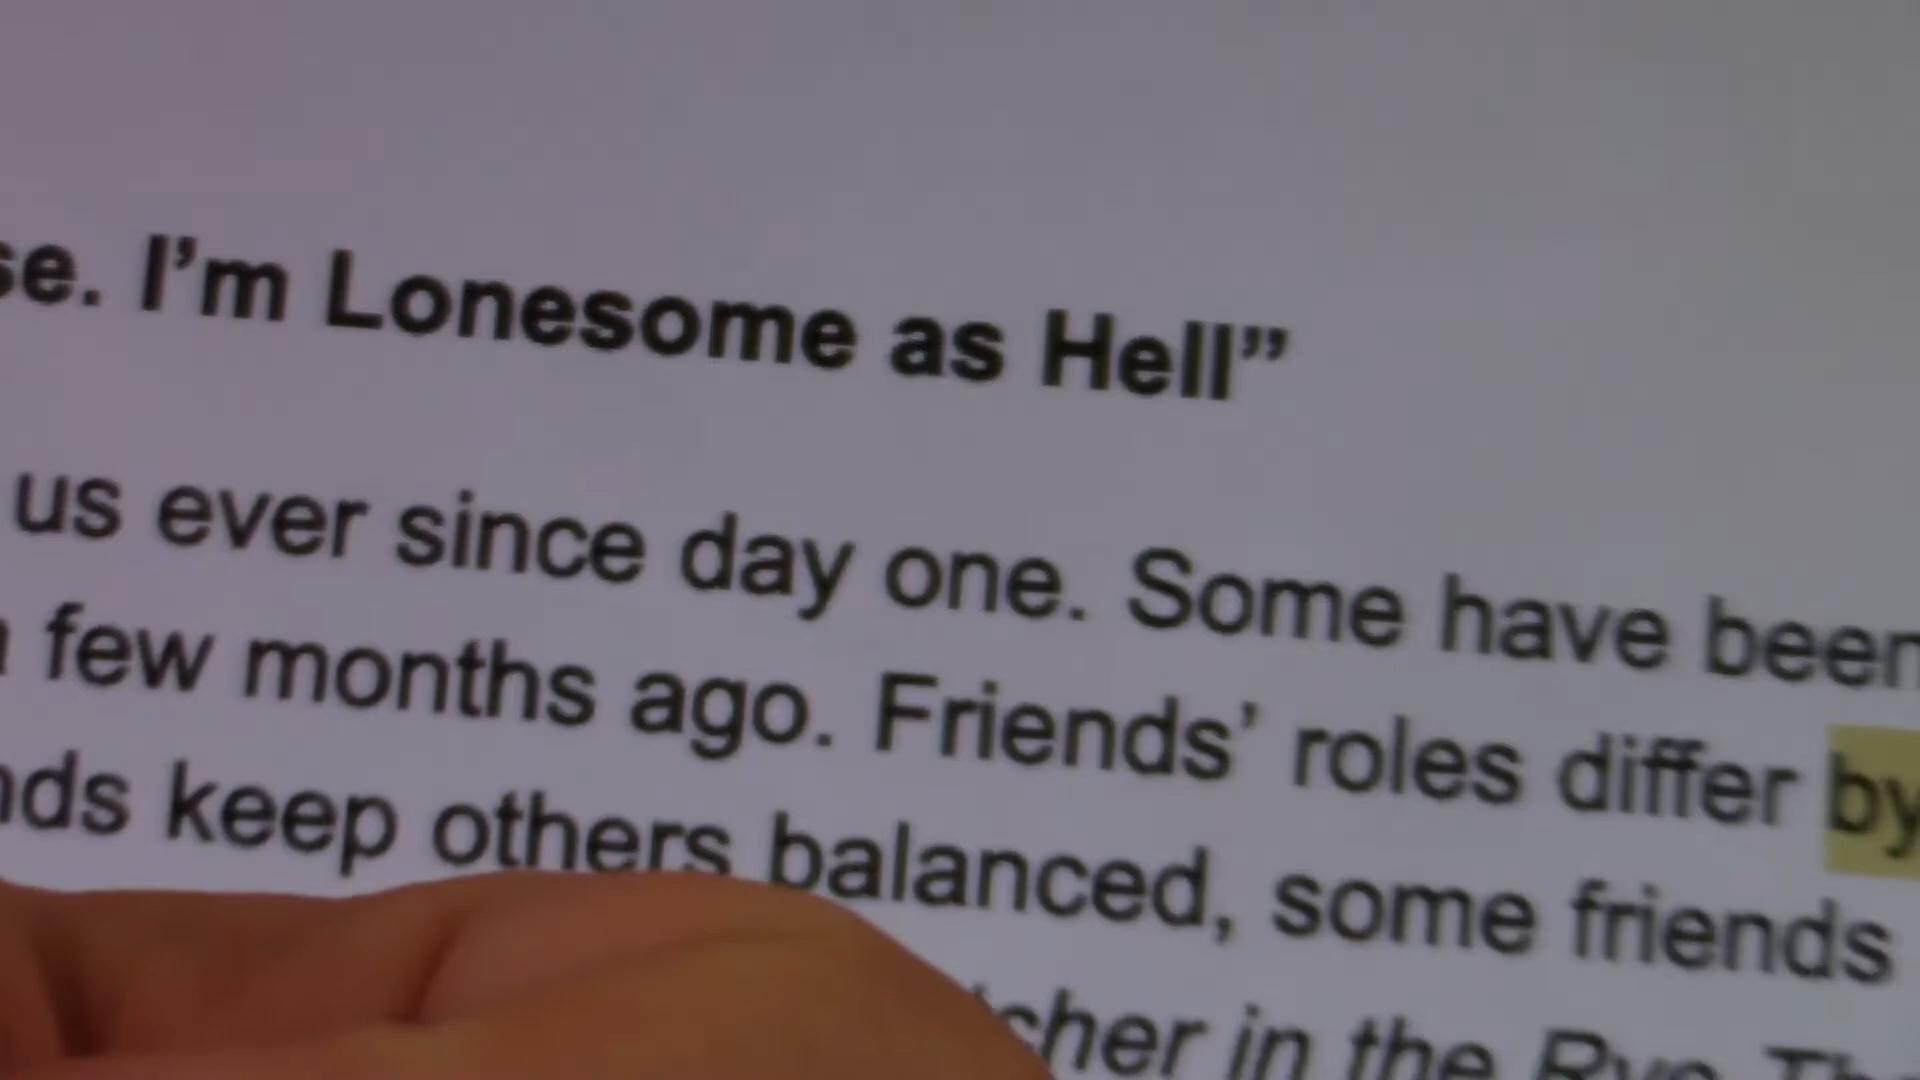 se. I’m Lonesome as Hell”
us ever since day one. Some have been
few months ago. Friends’ roles differ by
nds keep others balanced, some friends
cher in the Rye